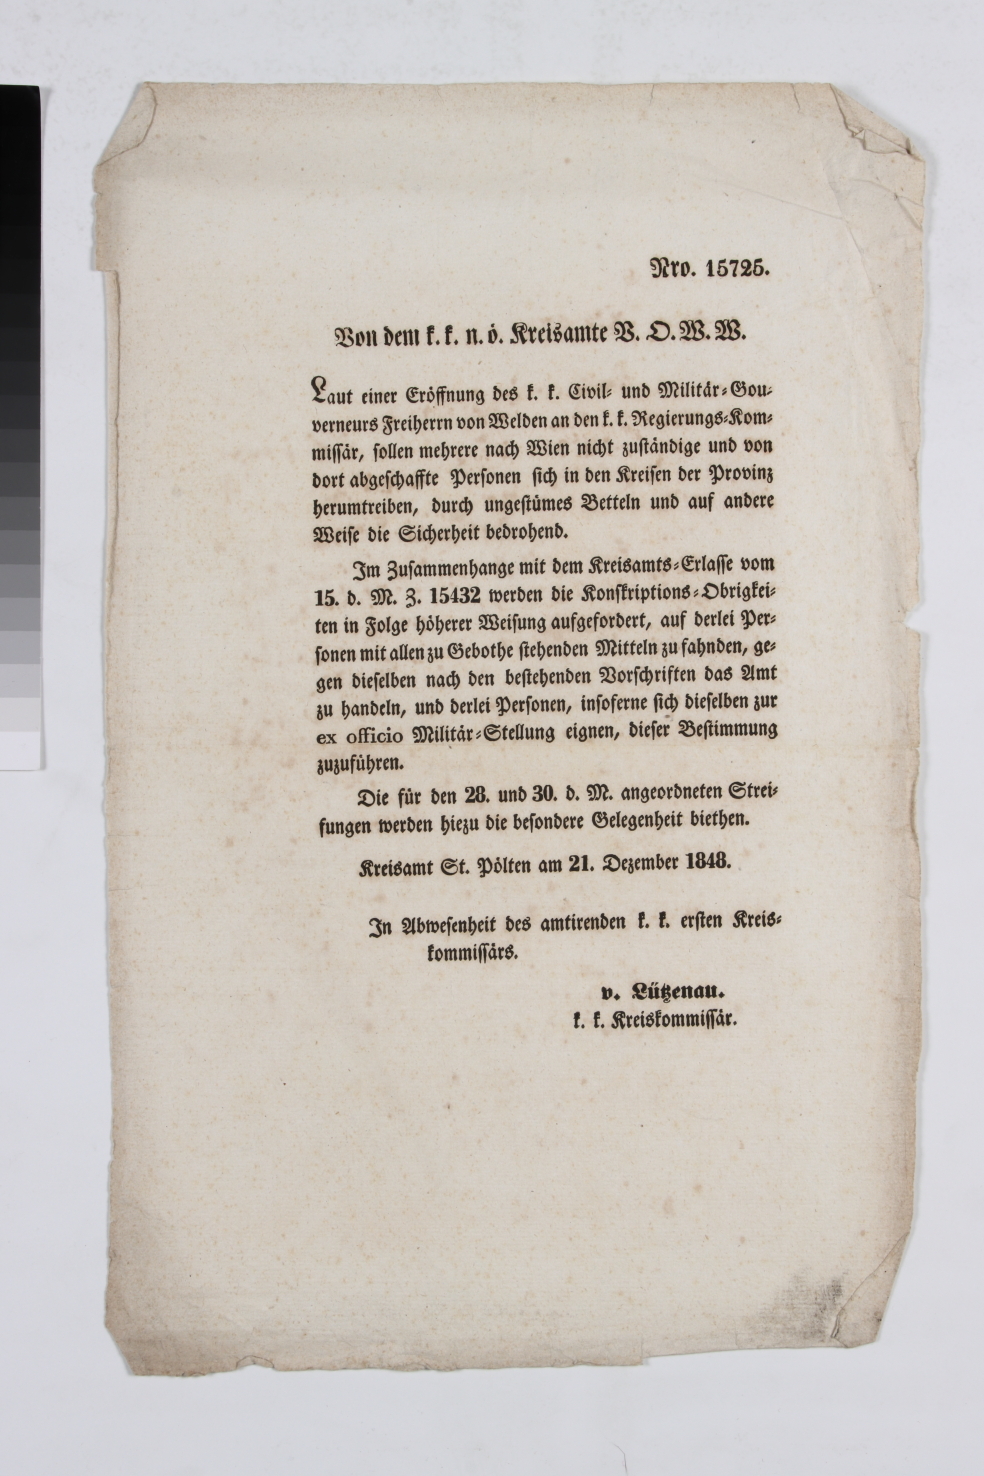 Nro. 15725.
Von dem k. k. n. ö. Kreisamte V. O. W. W.
Laut einer Eröffnung des k. k. Civil- und Militär-Gou-
verneurs Freiherrn von Welden an den k. k. Regierungs-Kom-
missär, sollen mehrere nach Wien nicht zuständige und von
dort abgeschaffte Personen sich in den Kreisen der Provinz
herumtreiben, durch ungestümes Betteln und auf andere
Weise die Sicherheit bedrohend.
Im Zusammenhange mit dem Kreisamts-Erlasse vom
15. d. M. Z. 15432 werden die Konskriptions-Obrigkei-
ten in Folge höherer Weisung aufgefordert, auf derlei Per-
sonen mit allen zu Gebothe stehenden Mitteln zu fahnden, ge-
gen dieselben nach den bestehenden Vorschriften das Amt
zu handeln, und derlei Personen, insoferne sich dieselben zur
ex officio Militär-Stellung eignen, dieser Bestimmung
zuzuführen.
Die für den 28. und 30. d. M. angeordneten Strei-
fungen werden hiezu die besondere Gelegenheit biethen.
Kreisamt St. Pölten am 21. Dezember 1848.
In Abwesenheit des amtirenden k. k. ersten Kreis-
kommissärs.
v. Lützenau.
k. k. Kreiskommissär.